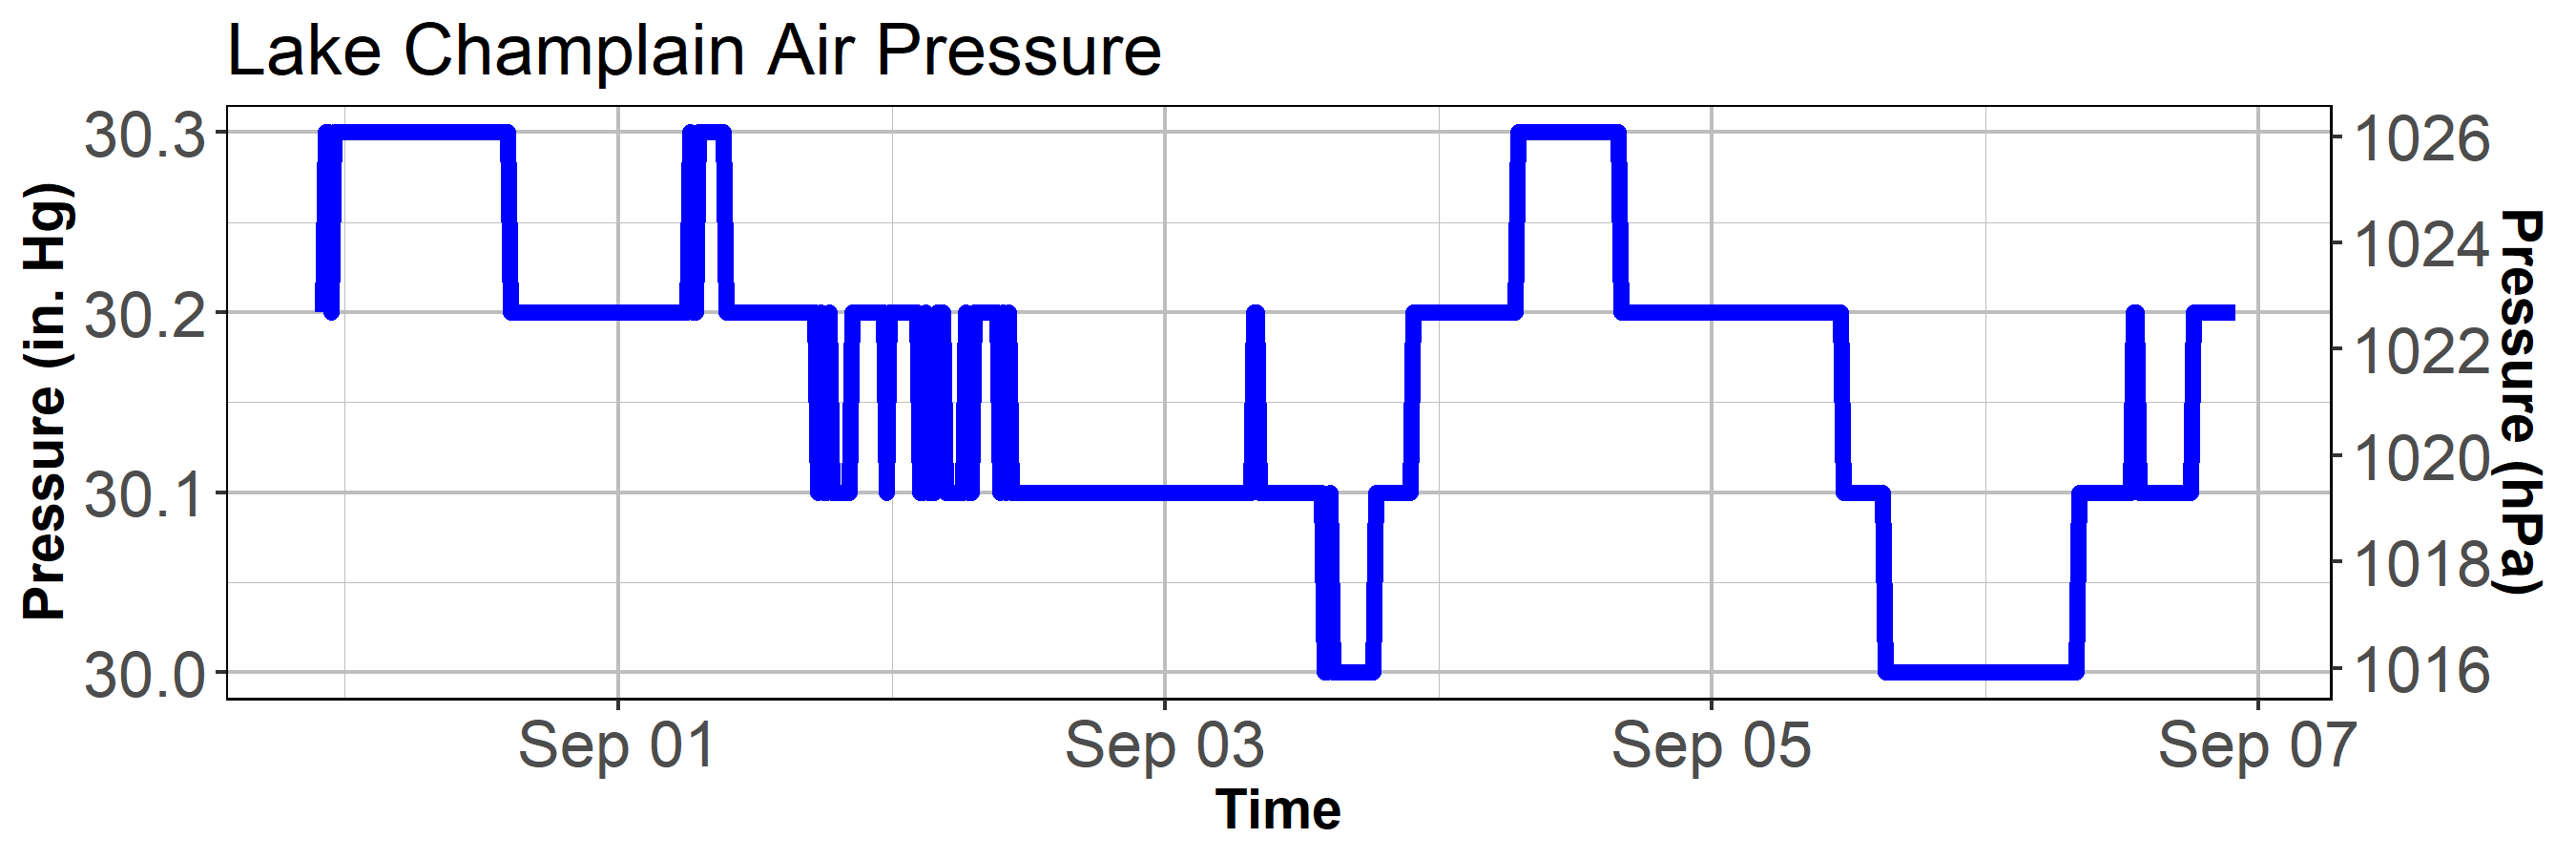 Lake Champlain Air Pressure
Pressure (in. Hg)
30.3
30.2
30.1
30.0
1026
1024
1022
1020
1018
1016
Pressure (hPa)
Sep 01 Sep 03 Sep 05 Sep 07
Time